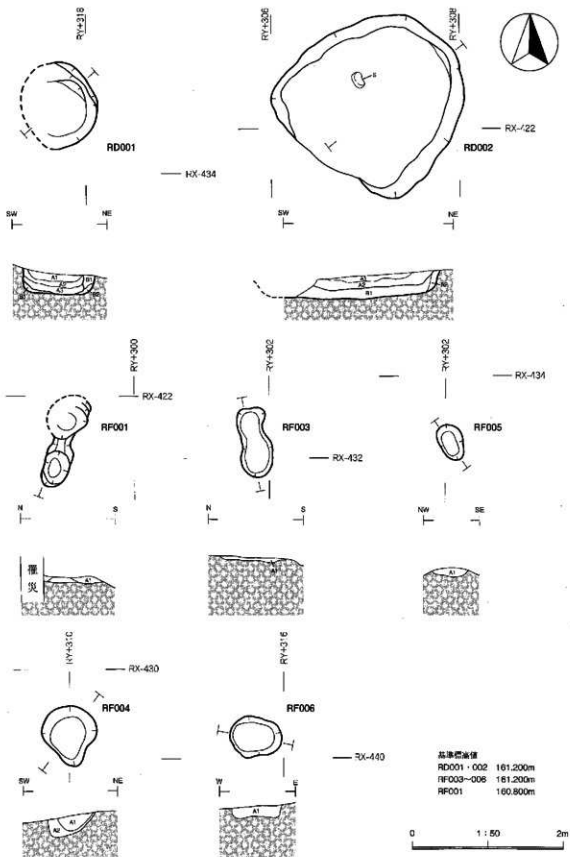 RY+318
RY+306
RY+308
S
RD001
RX-422
RD002
RX-434
SW
NE
SW
NE
A1
A2
A3
B1
A1
A2
B1
RY+300
RY+302
RY+302
RX-422
RX-434
RF001
RF003
RF005
RX-432
N
S
N
S
NW
SE
A1
A1
A1
RY+310
RY+316
RX-430
RF004
RF006
RX-440
SW
NE
W
E
A1
A2
A1
基準標高値
RD001・002 161.200m
RF003~006 161.200m
RF001 160.800m
0
1:50
2m